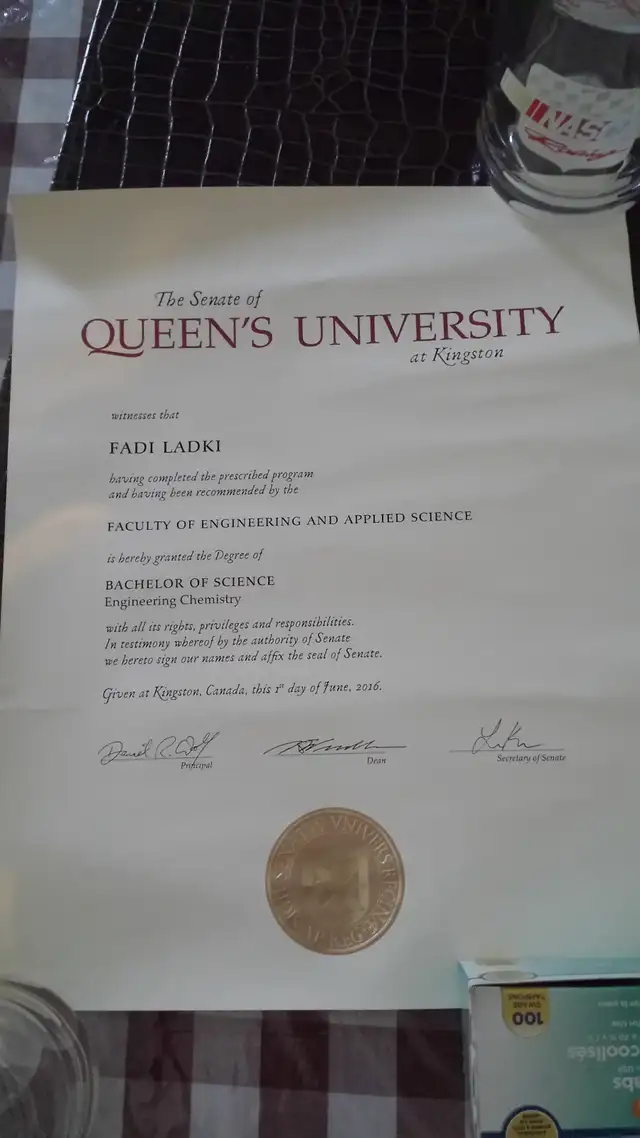 NAS
Racing
The Senate of
QUEEN'S UNIVERSITY
at Kingston
witnesses that
FADI LADKI
having completed the prescribed program
and having been recommended by the
FACULTY OF ENGINEERING AND APPLIED SCIENCE
is hereby granted the Degree of
BACHELOR OF SCIENCE
Engineering Chemistry
with all its rights, privileges and responsibilities.
In testimony whereof by the authority of Senate
we hereto sign our names and affix the seal of Senate.
Given at Kingston, Canada, this 1st day of June, 2016.
Daniel R. Woolf
Principal
Dean
Secretary of Senate
100